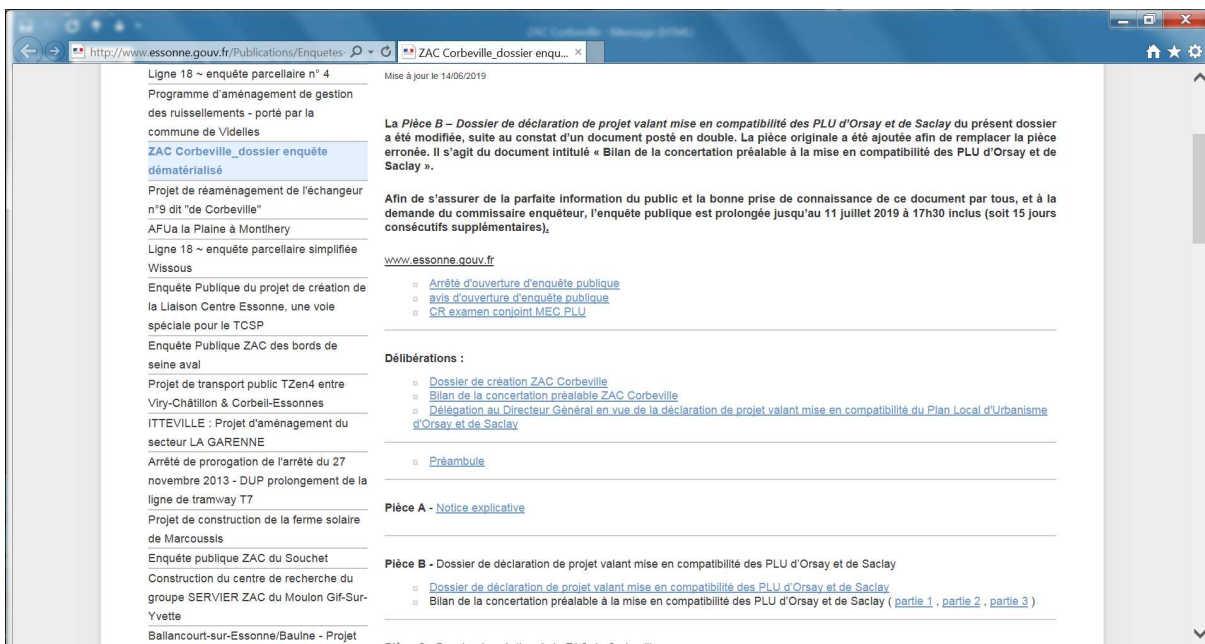 ZAC Corbeville - Message (HTML)
http://www.essonne.gouv.fr/Publications/Enquetes-
ZAC Corbeville_dossier enqu... ×
Ligne 18 ~ enquête parcellaire n° 4
Programme d'aménagement de gestion
des ruissellements - porté par la
commune de Videlles
ZAC Corbeville_dossier enquête
dématérialisé
Projet de réaménagement de l'échangeur
n°9 dit "de Corbeville"
AFUa la Plaine à Montlhery
Ligne 18 ~ enquête parcellaire simplifiée
Wissous
Enquête Publique du projet de création de
la Liaison Centre Essonne, une voie
spéciale pour le TCSP
Enquête Publique ZAC des bords de
seine aval
Projet de transport public TZen4 entre
Viry-Châtillon & Corbeil-Essonnes
ITTEVILLE : Projet d'aménagement du
secteur LA GARENNE
Arrêté de prorogation de l'arrêté du 27
novembre 2013 - DUP prolongement de la
ligne de tramway T7
Projet de construction de la ferme solaire
de Marcoussis
Enquête publique ZAC du Souchet
Construction du centre de recherche du
groupe SERVIER ZAC du Moulon Gif-Sur-
Yvette
Ballancourt-sur-Essonne/Baulne - Projet
Mise à jour le 14/06/2019
La Pièce B – Dossier de déclaration de projet valant mise en compatibilité des PLU d'Orsay et de Saclay du présent dossier
a été modifiée, suite au constat d'un document posté en double. La pièce originale a été ajoutée afin de remplacer la pièce
erronée. Il s'agit du document intitulé « Bilan de la concertation préalable à la mise en compatibilité des PLU d'Orsay et de
Saclay ».
Afin de s'assurer de la parfaite information du public et la bonne prise de connaissance de ce document par tous, et à la
demande du commissaire enquêteur, l'enquête publique est prolongée jusqu'au 11 juillet 2019 à 17h30 inclus (soit 15 jours
consécutifs supplémentaires).
www.essonne.gouv.fr
Arrêté d'ouverture d'enquête publique
avis d'ouverture d'enquête publique
CR examen conjoint MEC PLU
Délibérations :
Dossier de création ZAC Corbeville
Bilan de la concertation préalable ZAC Corbeville
Délégation au Directeur Général en vue de la déclaration de projet valant mise en compatibilité du Plan Local d'Urbanisme
d'Orsay et de Saclay
Préambule
Pièce A - Notice explicative
Pièce B - Dossier de déclaration de projet valant mise en compatibilité des PLU d'Orsay et de Saclay
Dossier de déclaration de projet valant mise en compatibilité des PLU d'Orsay et de Saclay
Bilan de la concertation préalable à la mise en compatibilité des PLU d'Orsay et de Saclay ( partie 1 , partie 2 , partie 3 )